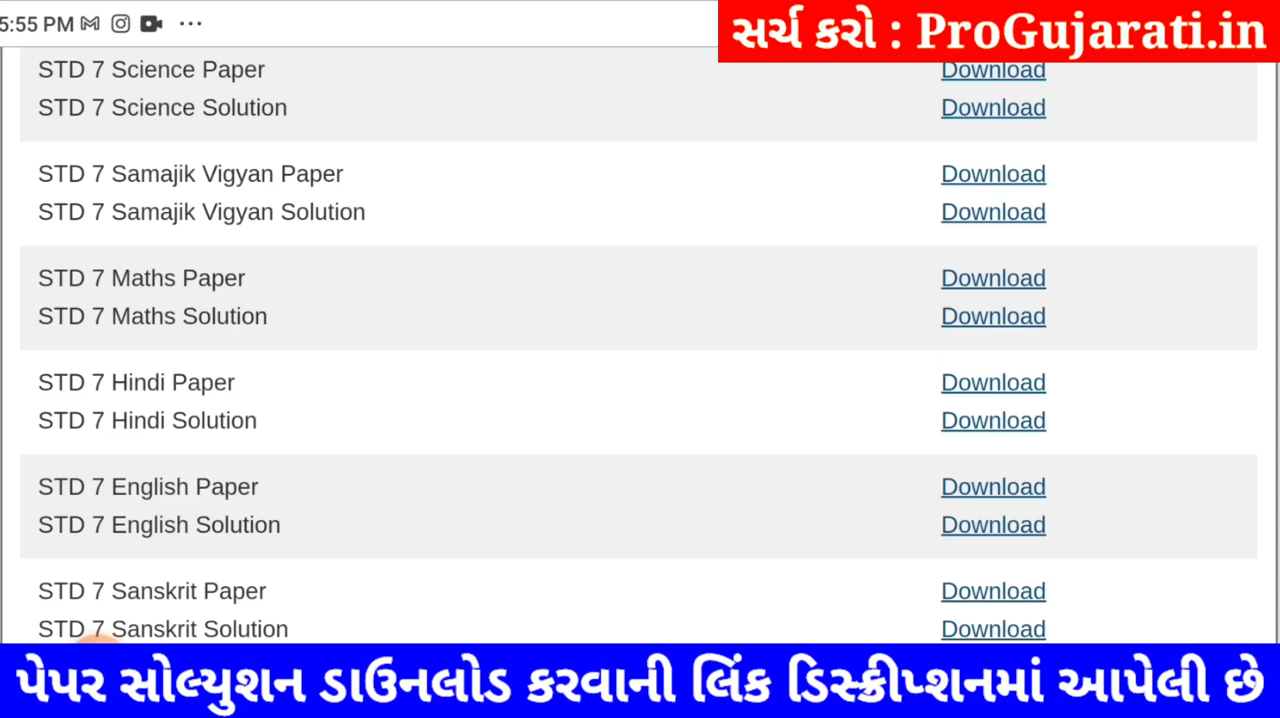 5:55 PM
સર્ચ કરો : ProGujarati.in
STD 7 Science Paper Download
STD 7 Science Solution Download
STD 7 Samajik Vigyan Paper Download
STD 7 Samajik Vigyan Solution Download
STD 7 Maths Paper Download
STD 7 Maths Solution Download
STD 7 Hindi Paper Download
STD 7 Hindi Solution Download
STD 7 English Paper Download
STD 7 English Solution Download
STD 7 Sanskrit Paper Download
STD 7 Sanskrit Solution Download
પેપર સોલ્યુશન ડાઉનલોડ કરવાની લિંક ડિસ્ક્રીપ્શનમાં આપેલી છે